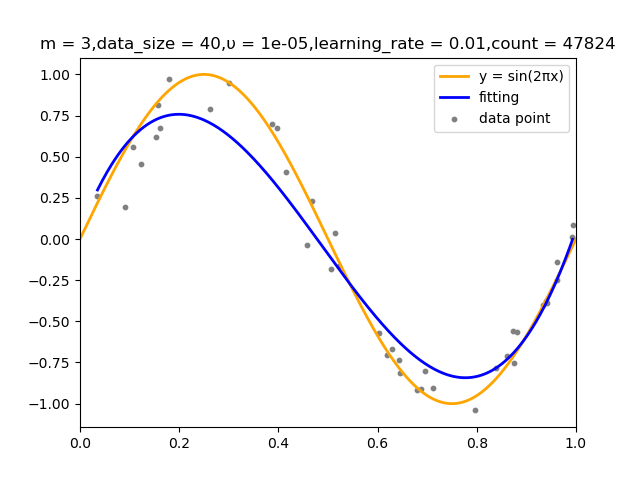 m = 3,data_size = 40,υ = 1e-05,learning_rate = 0.01,count = 47824
y = sin(2πx)
fitting
data point
1.00
0.75
0.50
0.25
0.00
−0.25
−0.50
−0.75
−1.00
0.0 0.2 0.4 0.6 0.8 1.0